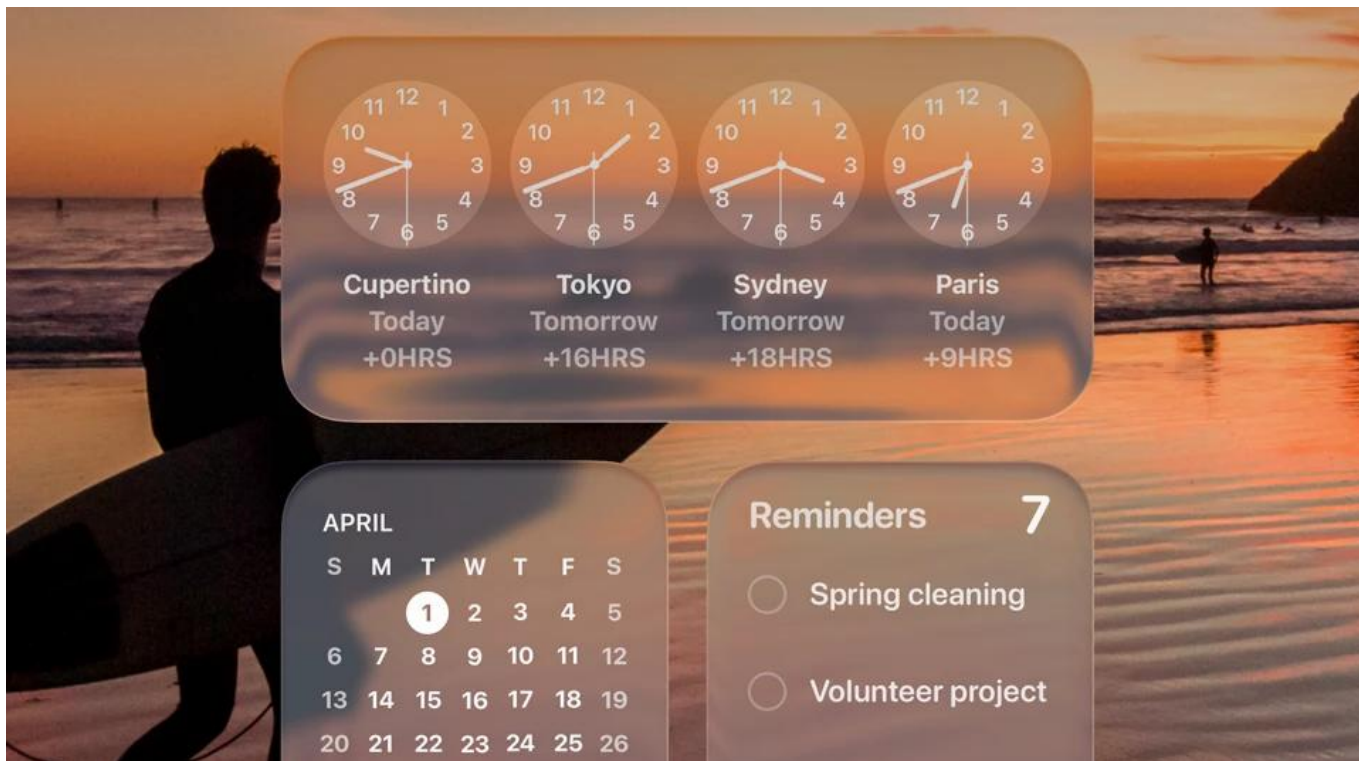 12 1 2 3 4 5 6 7 8 9 10 11
12 1 2 3 4 5 6 7 8 9 10 11
12 1 2 3 4 5 6 7 8 9 10 11
12 1 2 3 4 5 6 7 8 9 10 11
Cupertino
Today
+0HRS
Tokyo
Tomorrow
+16HRS
Sydney
Tomorrow
+18HRS
Paris
Today
+9HRS
APRIL
S M T W T F S
1 2 3 4 5
6 7 8 9 10 11 12
13 14 15 16 17 18 19
20 21 22 23 24 25 26
Reminders 7
Spring cleaning
Volunteer project